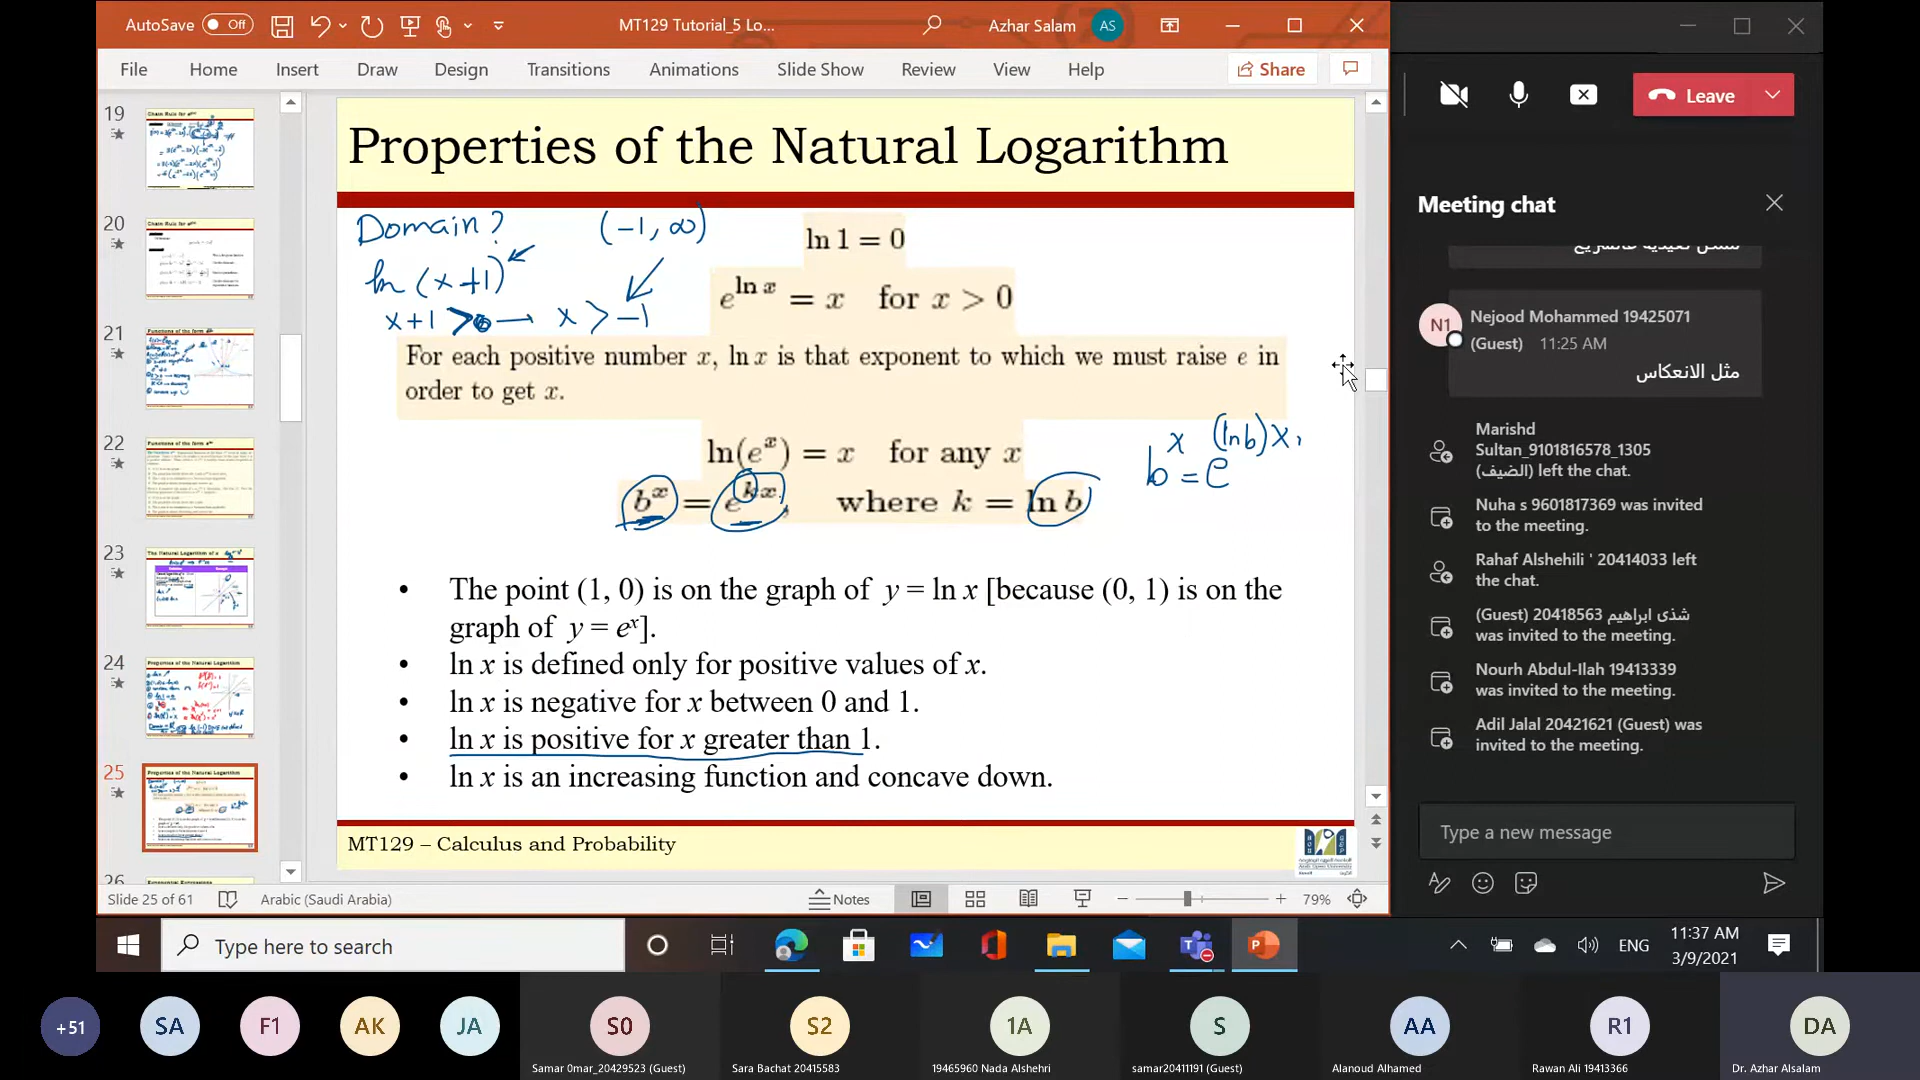 AutoSave Off
MT129 Tutorial_5 Lo...
Azhar Salam AS
File Home Insert Draw Design Transitions Animations Slide Show Review View Help Share
19
20
21
22
23
24
25
26
Properties of the Natural Logarithm
Domain? (-1, ∞)
ln (x+1)
x+1 > 0 → x > -1
ln 1 = 0
e^{ln x} = x for x > 0
For each positive number x, ln x is that exponent to which we must raise e in
order to get x.
ln(e^x) = x for any x
b^x = e^{kx}, where k = ln b
b^x = e^{(ln b)x}
• The point (1, 0) is on the graph of y = ln x [because (0, 1) is on the
graph of y = e^x].
• ln x is defined only for positive values of x.
• ln x is negative for x between 0 and 1.
• ln x is positive for x greater than 1.
• ln x is an increasing function and concave down.
MT129 – Calculus and Probability
Slide 25 of 61 Arabic (Saudi Arabia) Notes 79%
Leave
Meeting chat
N1 Nejood Mohammed 19425071
(Guest) 11:25 AM
مثل الانعكاس
Marishd
Sultan_9101816578_1305
(الضيف) left the chat.
Nuha s 9601817369 was invited
to the meeting.
Rahaf Alshehili ' 20414033 left
the chat.
(Guest) 20418563 شذى ابراهيم
was invited to the meeting.
Nourh Abdul-Ilah 19413339
was invited to the meeting.
Adil Jalal 20421621 (Guest) was
invited to the meeting.
Type a new message
Type here to search
ENG
11:37 AM
3/9/2021
+51 SA F1 AK JA S0 S2 1A S AA R1 DA
Samar 0mar_20429523 (Guest)
Sara Bachat 20415583
19465960 Nada Alshehri
samar20411191 (Guest)
Alanoud Alhamed
Rawan Ali 19413366
Dr. Azhar Alsalam